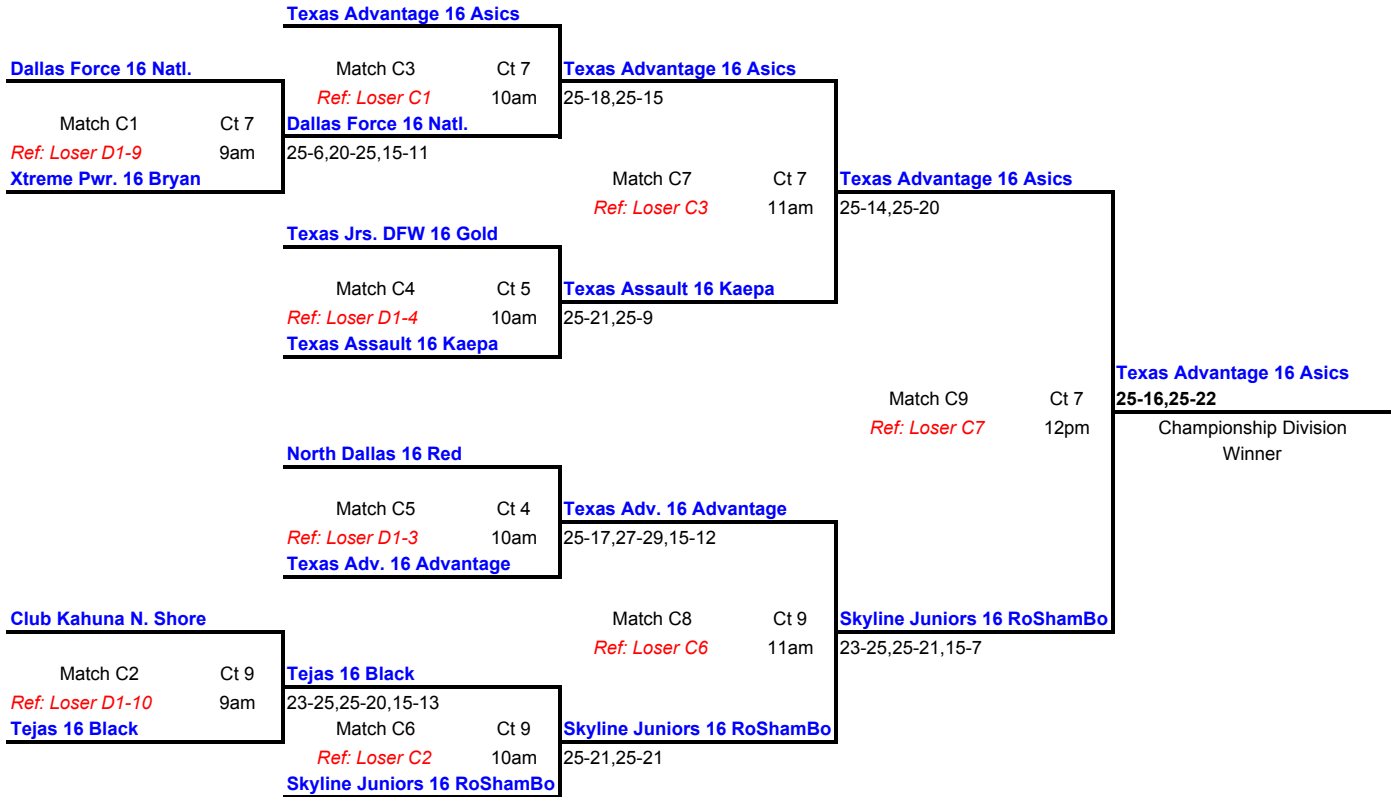 Texas Advantage 16 Asics
Dallas Force 16 Natl. Match C3 Ct 7 Texas Advantage 16 Asics
Ref: Loser C1 10am 25-18,25-15
Match C1 Ct 7 Dallas Force 16 Natl.
Ref: Loser D1-9 9am 25-6,20-25,15-11
Xtreme Pwr. 16 Bryan Match C7 Ct 7 Texas Advantage 16 Asics
Ref: Loser C3 11am 25-14,25-20
Texas Jrs. DFW 16 Gold
Match C4 Ct 5 Texas Assault 16 Kaepa
Ref: Loser D1-4 10am 25-21,25-9
Texas Assault 16 Kaepa
Texas Advantage 16 Asics
Match C9 Ct 7 25-16,25-22
Ref: Loser C7 12pm Championship Division
North Dallas 16 Red Winner
Match C5 Ct 4 Texas Adv. 16 Advantage
Ref: Loser D1-3 10am 25-17,27-29,15-12
Texas Adv. 16 Advantage
Club Kahuna N. Shore Match C8 Ct 9 Skyline Juniors 16 RoShamBo
Ref: Loser C6 11am 23-25,25-21,15-7
Match C2 Ct 9 Tejas 16 Black
Ref: Loser D1-10 9am 23-25,25-20,15-13
Tejas 16 Black Match C6 Ct 9 Skyline Juniors 16 RoShamBo
Ref: Loser C2 10am 25-21,25-21
Skyline Juniors 16 RoShamBo